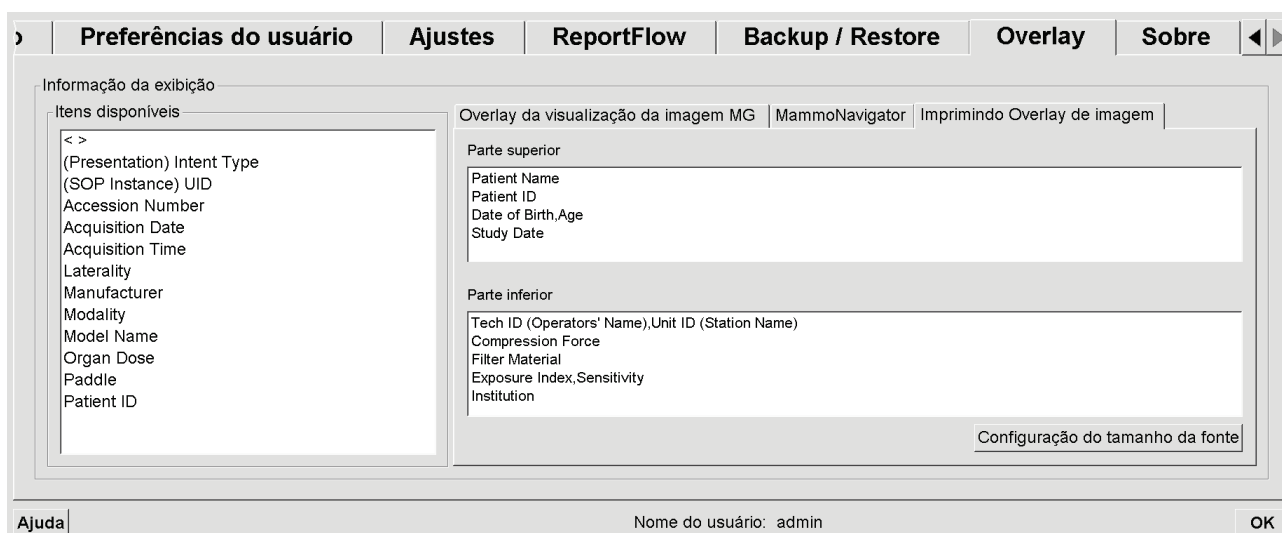 Preferências do usuário Ajustes ReportFlow Backup / Restore Overlay Sobre
Informação da exibição
Itens disponíveis
< >
(Presentation) Intent Type
(SOP Instance) UID
Accession Number
Acquisition Date
Acquisition Time
Laterality
Manufacturer
Modality
Model Name
Organ Dose
Paddle
Patient ID
Overlay da visualização da imagem MG MammoNavigator Imprimindo Overlay de imagem
Parte superior
Patient Name
Patient ID
Date of Birth,Age
Study Date
Parte inferior
Tech ID (Operators' Name),Unit ID (Station Name)
Compression Force
Filter Material
Exposure Index,Sensitivity
Institution
Configuração do tamanho da fonte
Ajuda Nome do usuário: admin OK